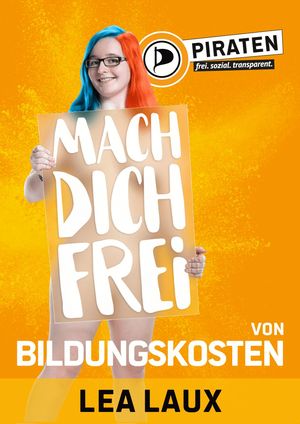 PIRATEN
frei. sozial. transparent.
MACH
DICH
FREi
VON
BILDUNGSKOSTEN
LEA LAUX